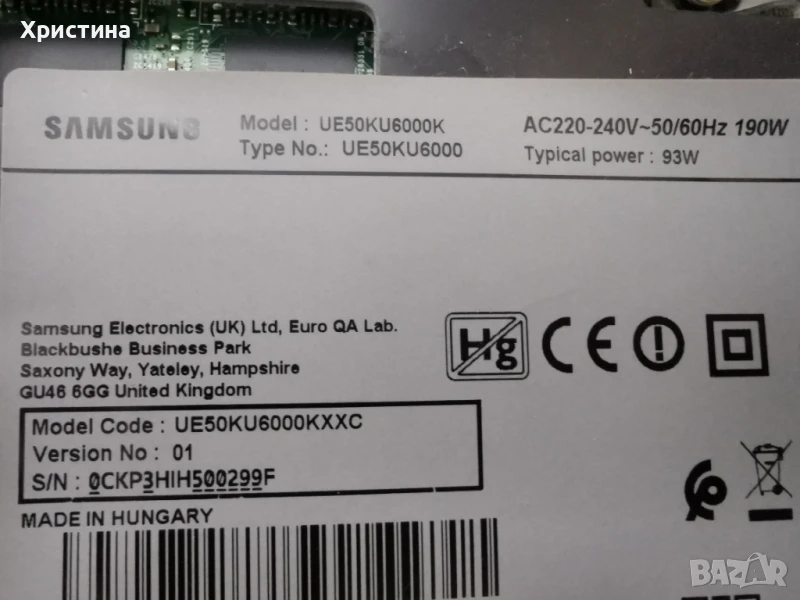 Христина
SAMSUNG
Model : UE50KU6000K
Type No.: UE50KU6000
AC220-240V~50/60Hz 190W
Typical power : 93W
Samsung Electronics (UK) Ltd, Euro QA Lab.
Blackbushe Business Park
Saxony Way, Yateley, Hampshire
GU46 6GG United Kingdom
Hg
CE
Model Code : UE50KU6000KXXC
Version No : 01
S/N : 0CKP3HIH500299F
MADE IN HUNGARY
BAZAR